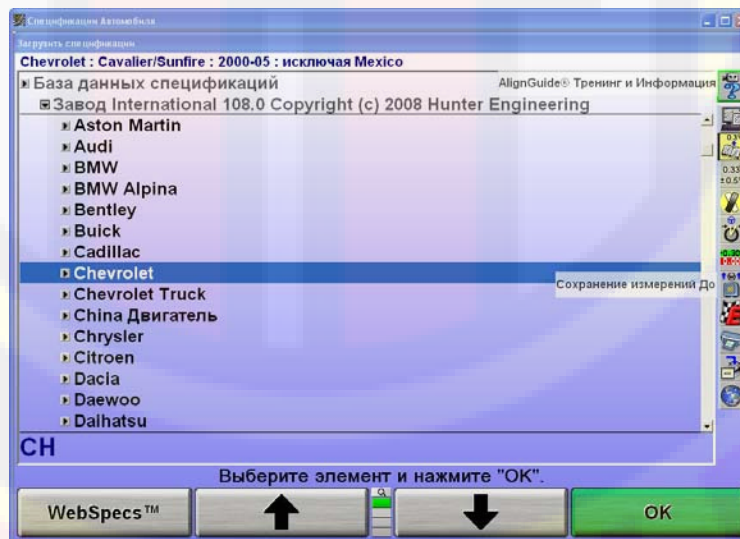 Спецификации Автомобиля
Загрузить спецификации
Chevrolet : Cavalier/Sunfire : 2000-05 : исключая Mexico
База данных спецификаций
AlignGuide® Тренинг и Информация
Завод International 108.0 Copyright (c) 2008 Hunter Engineering
Aston Martin
Audi
BMW
BMW Alpina
Bentley
Buick
Cadillac
Chevrolet
Сохранение измерений До
Chevrolet Truck
China Двигатель
Chrysler
Citroen
Dacia
Daewoo
Daihatsu
CH
Выберите элемент и нажмите "OK".
WebSpecs™
OK